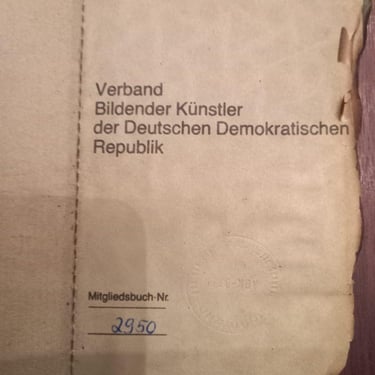 Verband
Bildender Künstler
der Deutschen Demokratischen
Republik
Mitgliedsbuch-Nr.
2950